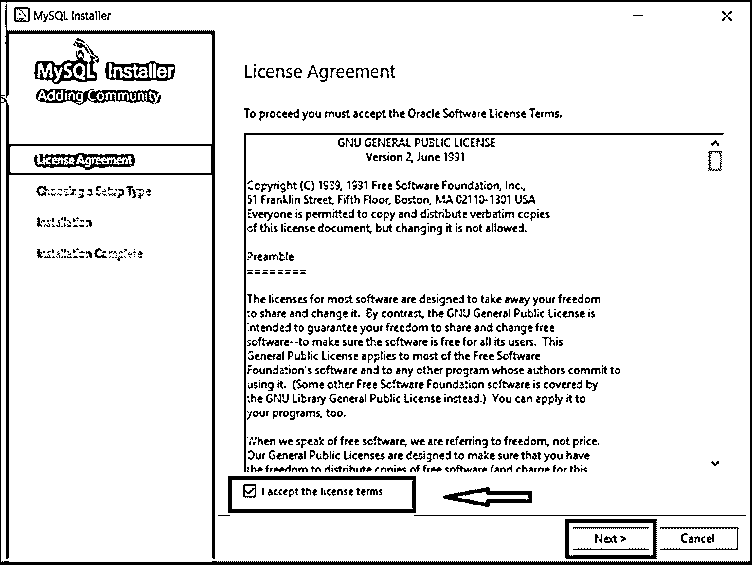 MySQL Installer
MySQL Installer
Adding Community
License Agreement
Choosing a Setup Type
Installation
Installation Complete
License Agreement
To proceed you must accept the Oracle Software License Terms.
GNU GENERAL PUBLIC LICENSE
Version 2, June 1991
Copyright (C) 1989, 1991 Free Software Foundation, Inc.,
51 Franklin Street, Fifth Floor, Boston, MA 02110-1301 USA
Everyone is permitted to copy and distribute verbatim copies
of this license document, but changing it is not allowed.
Preamble
========
The licenses for most software are designed to take away your freedom
to share and change it. By contrast, the GNU General Public License is
intended to guarantee your freedom to share and change free
software--to make sure the software is free for all its users. This
General Public License applies to most of the Free Software
Foundation's software and to any other program whose authors commit to
using it. (Some other Free Software Foundation software is covered by
the GNU Library General Public License instead.) You can apply it to
your programs, too.
When we speak of free software, we are referring to freedom, not price.
Our General Public Licenses are designed to make sure that you have
the freedom to distribute copies of free software (and charge for this
I accept the license terms
Next >
Cancel